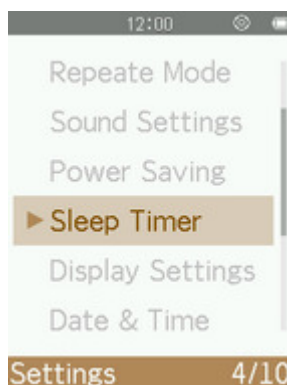 12:00
Repeate Mode
Sound Settings
Power Saving
Sleep Timer
Display Settings
Date & Time
Settings 4/10